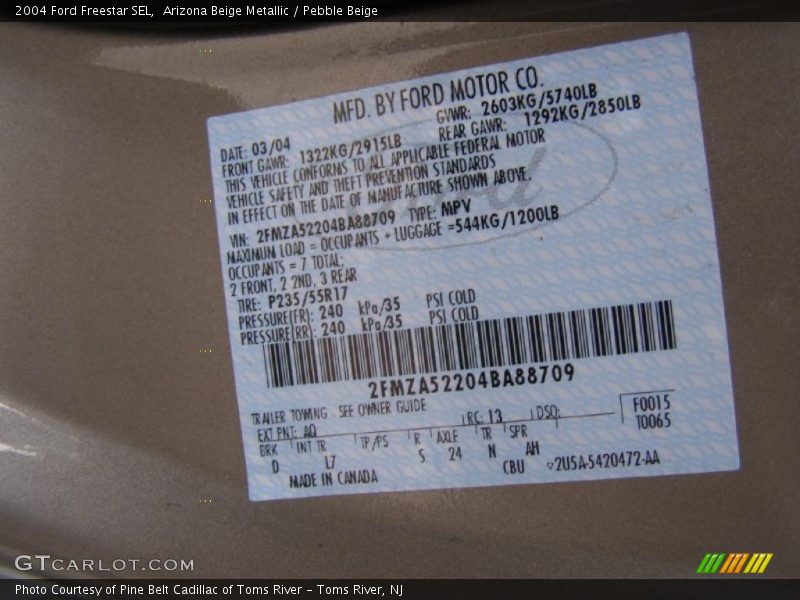 2004 Ford Freestar SEL, Arizona Beige Metallic / Pebble Beige
MFD. BY FORD MOTOR CO.
DATE: 03/04 GVWR: 2603KG/5740LB
FRONT GAWR: 1322KG/2915LB REAR GAWR: 1292KG/2850LB
THIS VEHICLE CONFORMS TO ALL APPLICABLE FEDERAL MOTOR
VEHICLE SAFETY AND THEFT PREVENTION STANDARDS
IN EFFECT ON THE DATE OF MANUFACTURE SHOWN ABOVE.
VIN: 2FMZA52204BA88709 TYPE: MPV
MAXIMUM LOAD = OCCUPANTS + LUGGAGE =544KG/1200LB
OCCUPANTS = 7 TOTAL;
2 FRONT, 2 2ND, 3 REAR
TIRE: P235/55R17
PRESSURE(FR): 240 kPa/35 PSI COLD
PRESSURE(RR): 240 kPa/35 PSI COLD
2FMZA52204BA88709
TRAILER TOWING - SEE OWNER GUIDE
EXT PNT: AQ RC: 13 DSO: F0015
T0065
BRK INT TR TP/PS R AXLE TR SPR
D L7 S 24 N AH
MADE IN CANADA CBU 2U5A-5420472-AA
GTCARLOT.COM
Photo Courtesy of Pine Belt Cadillac of Toms River – Toms River, NJ